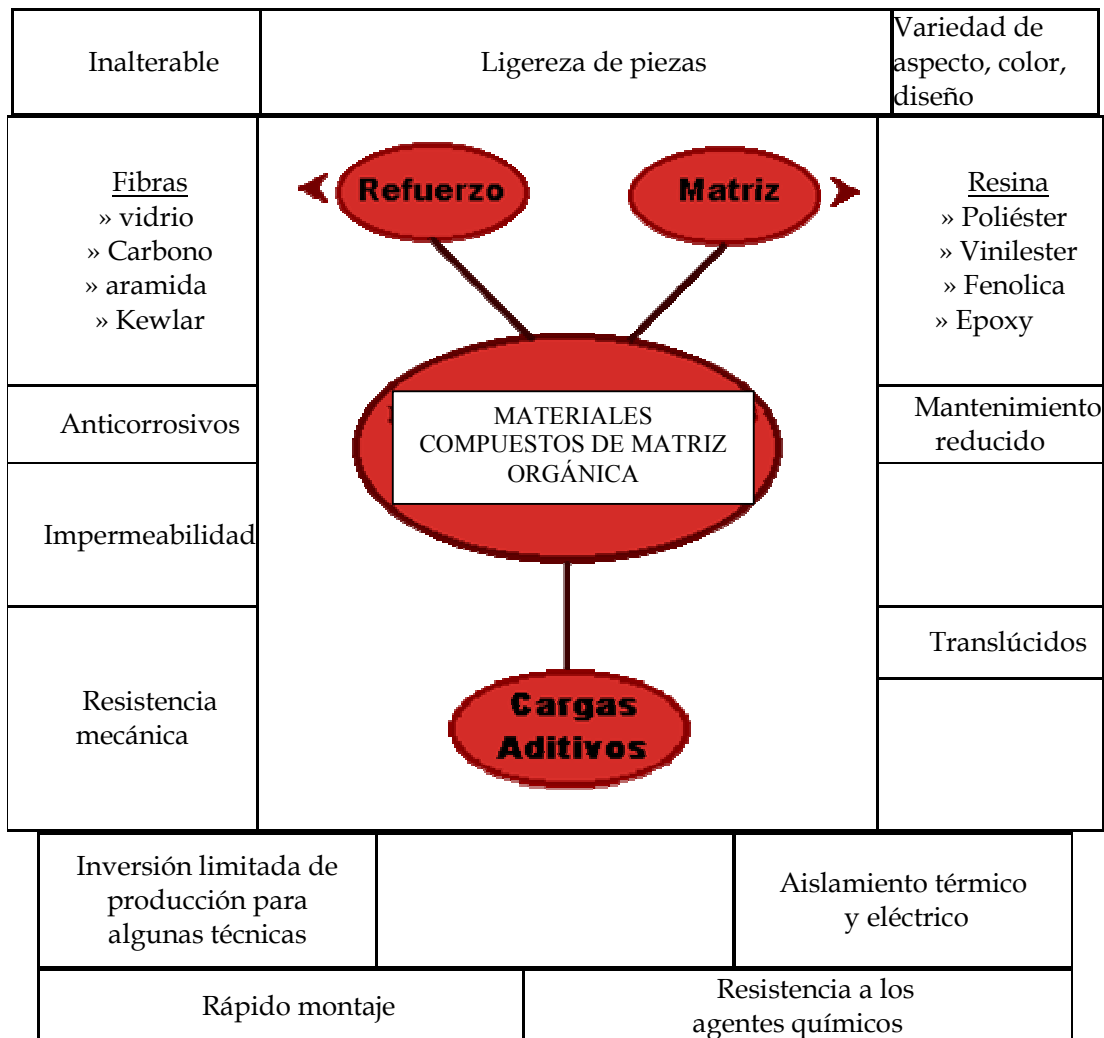 Inalterable
Ligereza de piezas
Variedad de
aspecto, color,
diseño
Fibras
» vidrio
» Carbono
» aramida
» Kewlar
Refuerzo
Matriz
Resina
» Poliéster
» Vinilester
» Fenolica
» Epoxy
Anticorrosivos
MATERIALES
COMPUESTOS DE MATRIZ
ORGÁNICA
Mantenimiento
reducido
Impermeabilidad
Translúcidos
Resistencia
mecánica
Cargas
Aditivos
Inversión limitada de
producción para
algunas técnicas
Aislamiento térmico
y eléctrico
Rápido montaje
Resistencia a los
agentes químicos